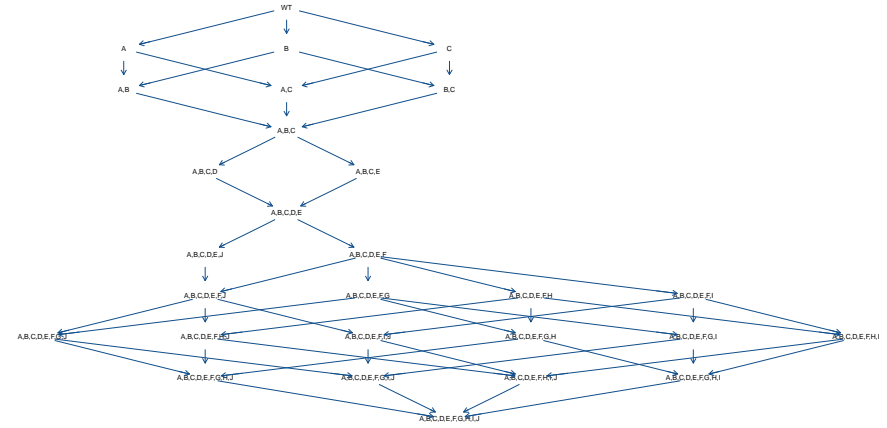 WT
A
B
C
A,B
A,C
B,C
A,B,C
A,B,C,D
A,B,C,E
A,B,C,D,E
A,B,C,D,E,J
A,B,C,D,E,F
A,B,C,D,E,F,J
A,B,C,D,E,F,G
A,B,C,D,E,F,H
A,B,C,D,E,F,I
A,B,C,D,E,F,G,J
A,B,C,D,E,F,H,J
A,B,C,D,E,F,I,J
A,B,C,D,E,F,G,H
A,B,C,D,E,F,G,I
A,B,C,D,E,F,H,I
A,B,C,D,E,F,G,H,J
A,B,C,D,E,F,G,I,J
A,B,C,D,E,F,H,I,J
A,B,C,D,E,F,G,H,I
A,B,C,D,E,F,G,H,I,J